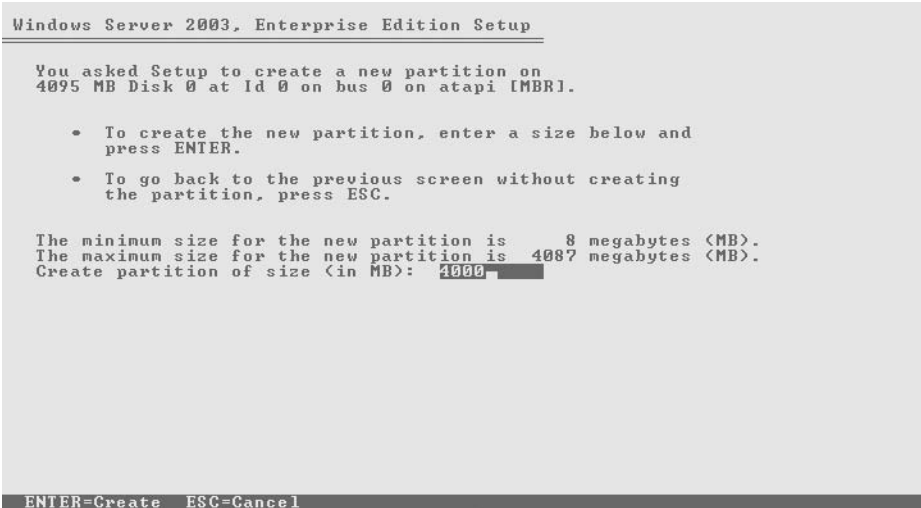 Windows Server 2003, Enterprise Edition Setup
You asked Setup to create a new partition on
4095 MB Disk 0 at Id 0 on bus 0 on atapi [MBR].
• To create the new partition, enter a size below and
press ENTER.
• To go back to the previous screen without creating
the partition, press ESC.
The minimum size for the new partition is 8 megabytes (MB).
The maximum size for the new partition is 4087 megabytes (MB).
Create partition of size (in MB): 4000_
ENTER=Create ESC=Cancel